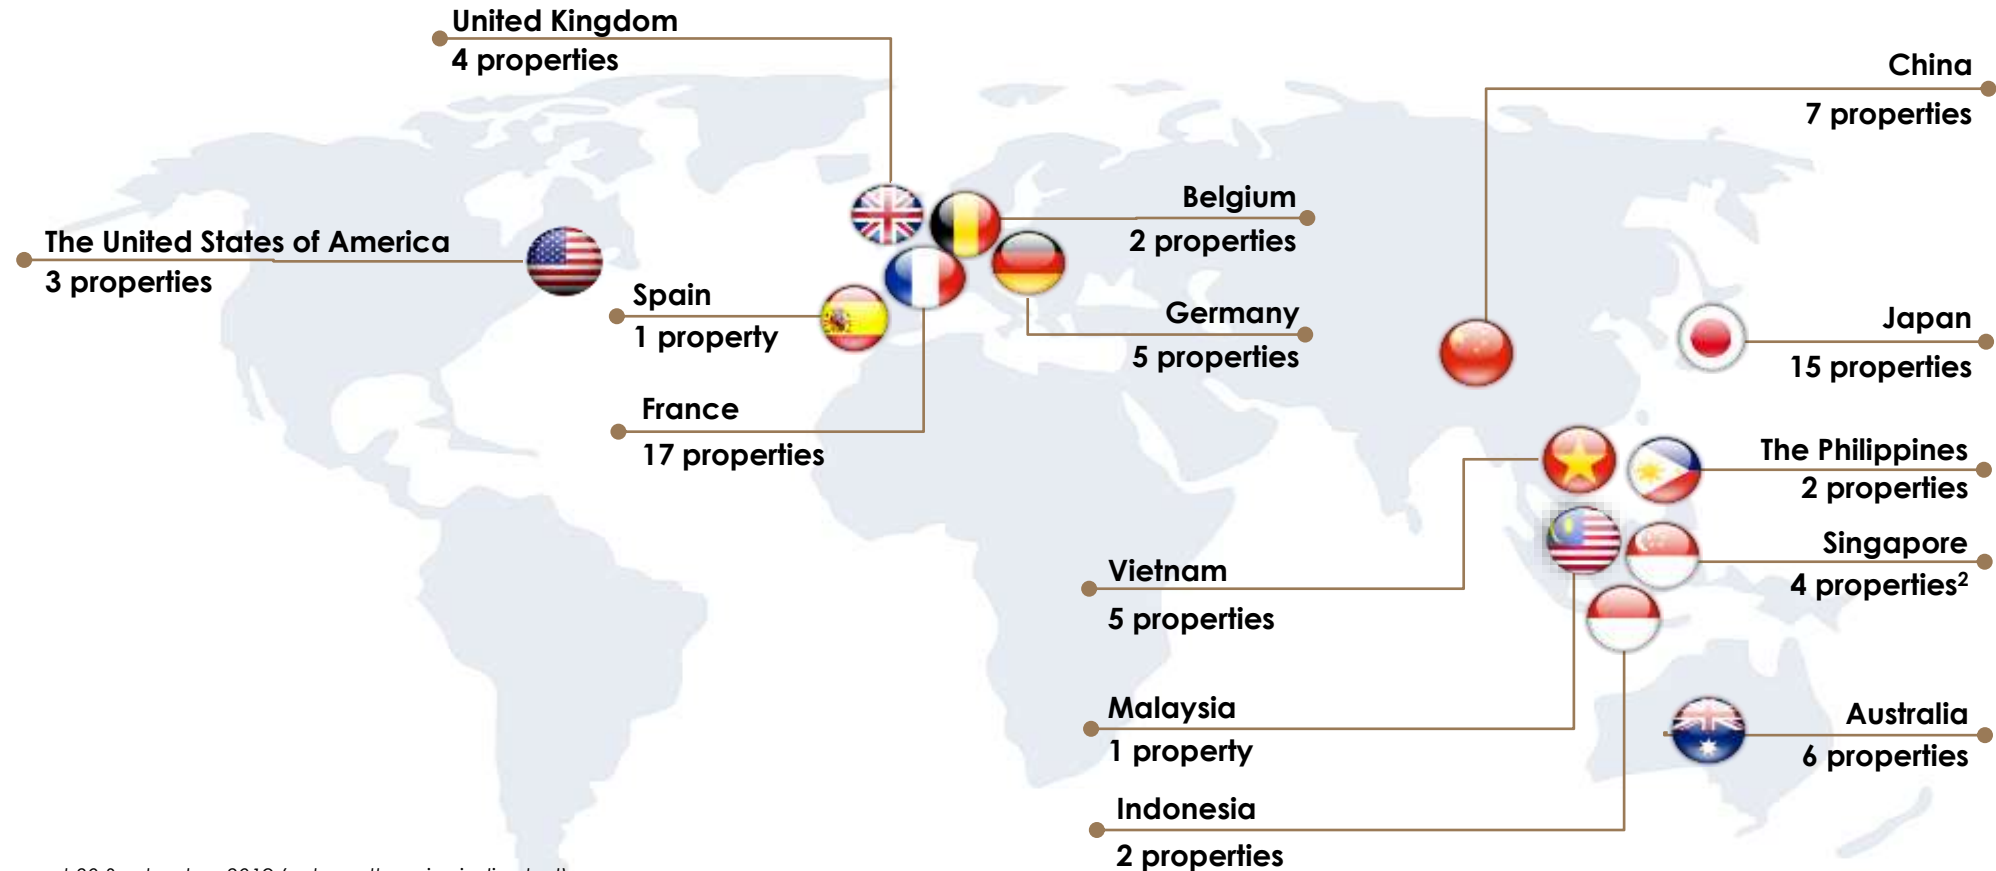 United Kingdom
4 properties
China
7 properties
Belgium
2 properties
The United States of America
3 properties
Spain
1 property
Germany
5 properties
Japan
15 properties
France
17 properties
The Philippines
2 properties
Singapore
4 properties²
Vietnam
5 properties
Malaysia
1 property
Australia
6 properties
Indonesia
2 properties